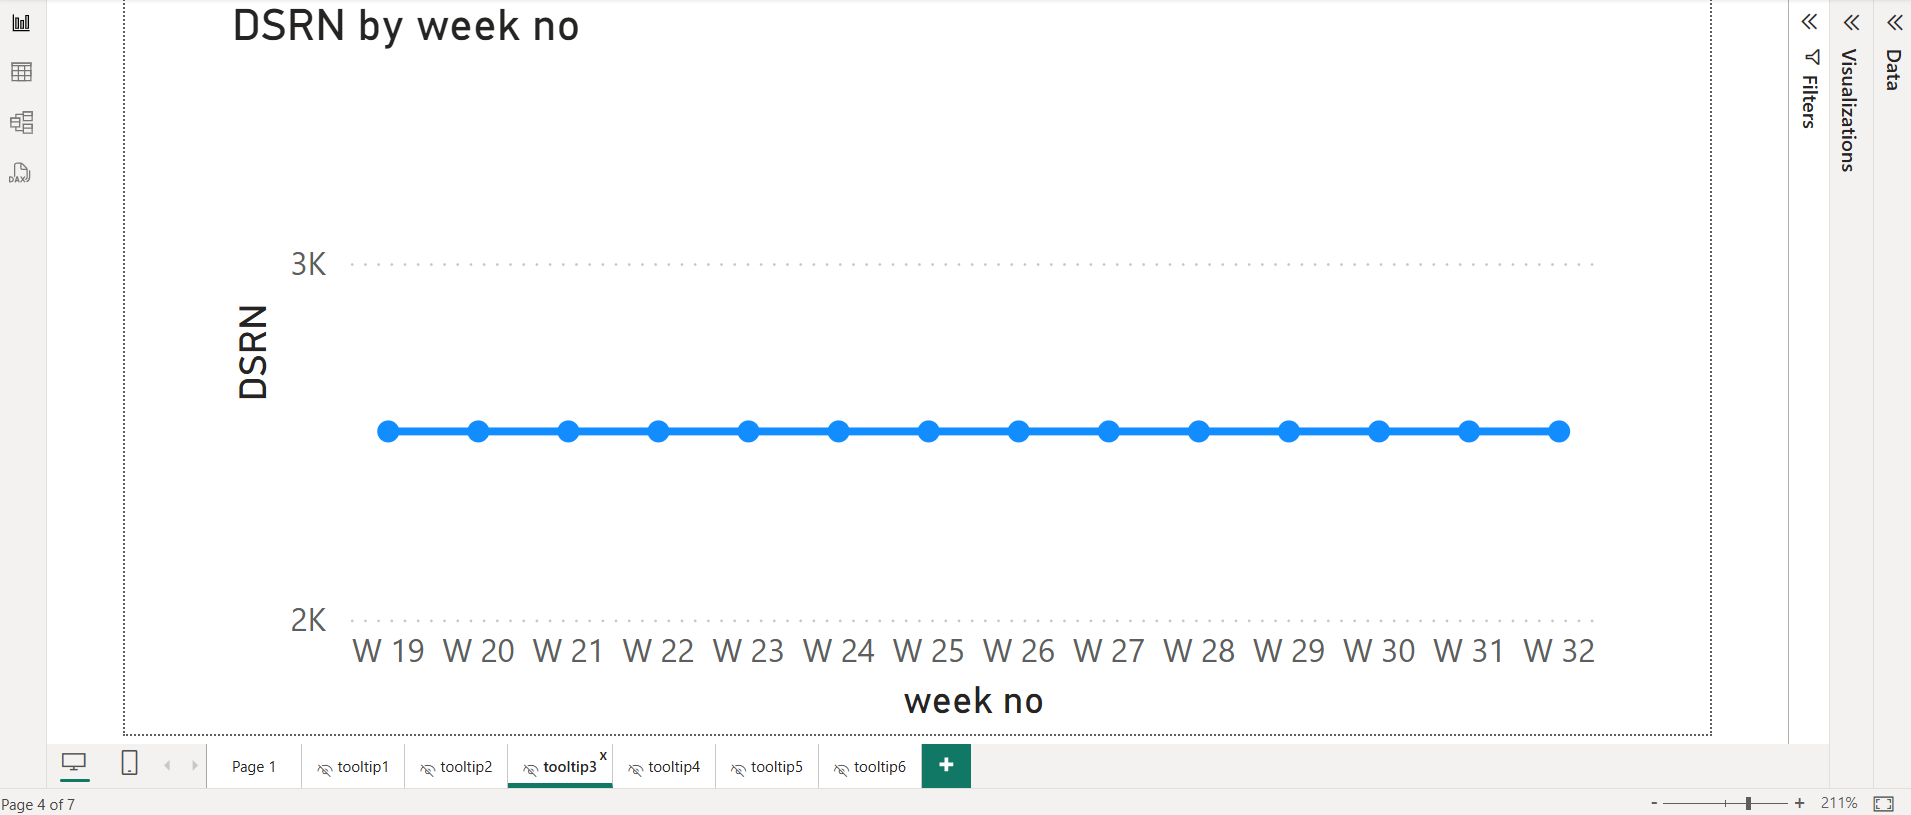 DSRN by week no
Filters
Visualizations
Data
DAX
3K
DSRN
2K
W 19 W 20 W 21 W 22 W 23 W 24 W 25 W 26 W 27 W 28 W 29 W 30 W 31 W 32
week no
Page 1 tooltip1 tooltip2 tooltip3 x tooltip4 tooltip5 tooltip6 +
Page 4 of 7
- + 211%